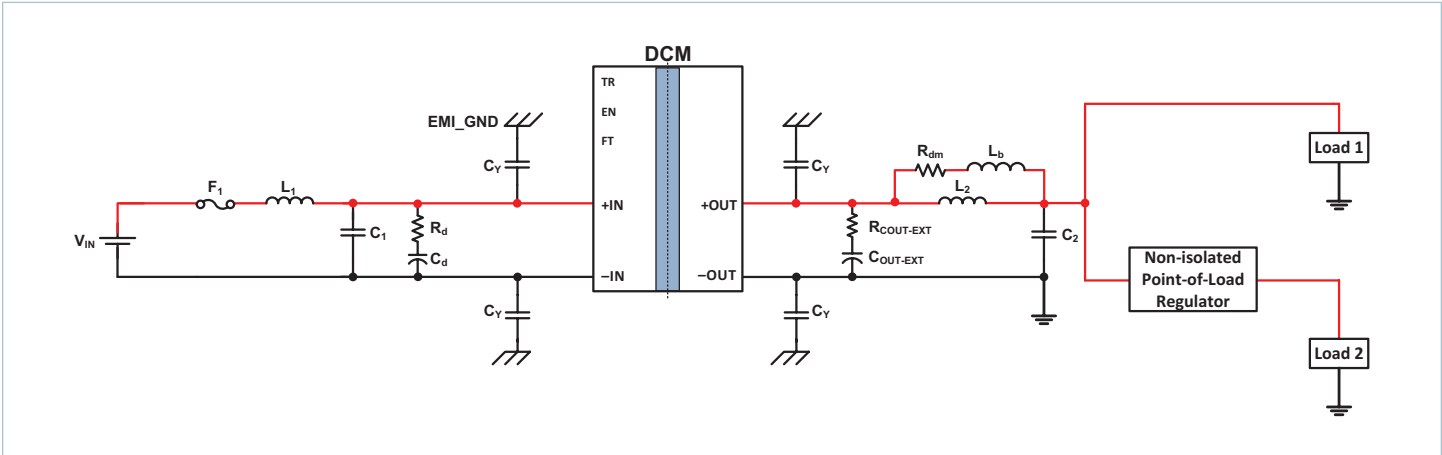 DCM
TR
EN
FT
EMI_GND
CY
CY
F1
L1
Rdm
Lb
L2
Load 1
+IN
+OUT
VIN
C1
Rd
Cd
RCOUT-EXT
COUT-EXT
C2
–IN
–OUT
Non-isolated
Point-of-Load
Regulator
CY
CY
Load 2